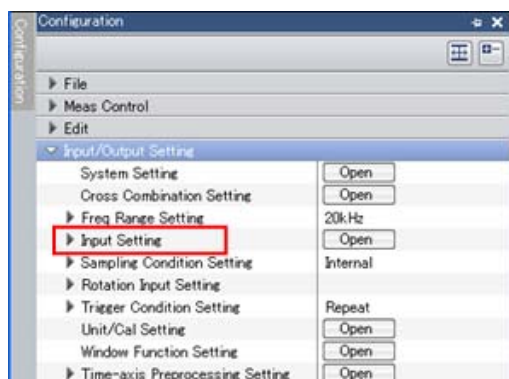 Configuration
Configuration
File
Meas Control
Edit
Input/Output Setting
System Setting Open
Cross Combination Setting Open
Freq Range Setting 20kHz
Input Setting Open
Sampling Condition Setting Internal
Rotation Input Setting
Trigger Condition Setting Repeat
Unit/Cal Setting Open
Window Function Setting Open
Time-axis Preprocessing Setting Open